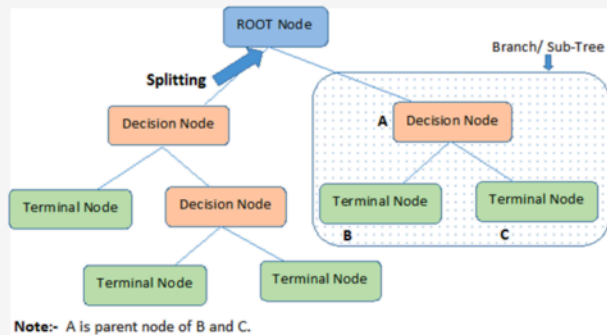 ROOT Node
Branch/ Sub-Tree
Splitting
Decision Node
A
Decision Node
Terminal Node
Decision Node
Terminal Node
Terminal Node
B
C
Terminal Node
Terminal Node
Note:- A is parent node of B and C.